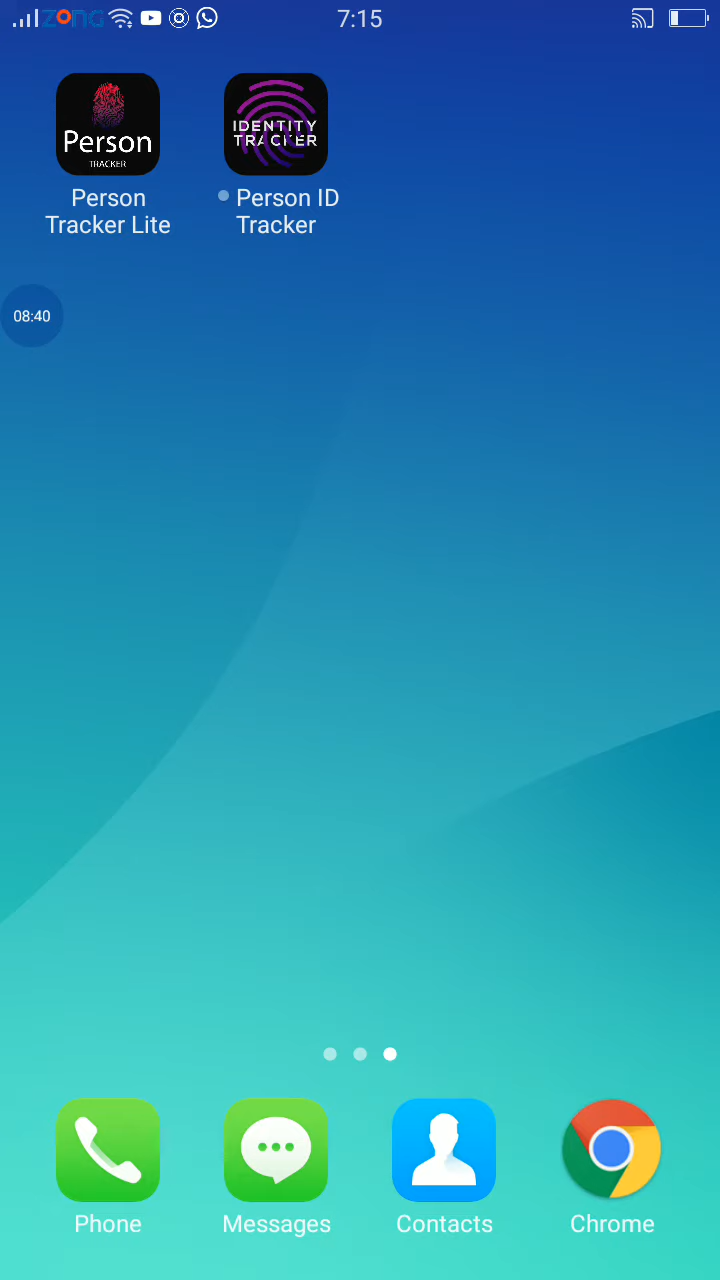 ZONG 7:15
Person
TRACKER
IDENTITY
TRACKER
Person
Tracker Lite
Person ID
Tracker
08:40
Phone
Messages
Contacts
Chrome